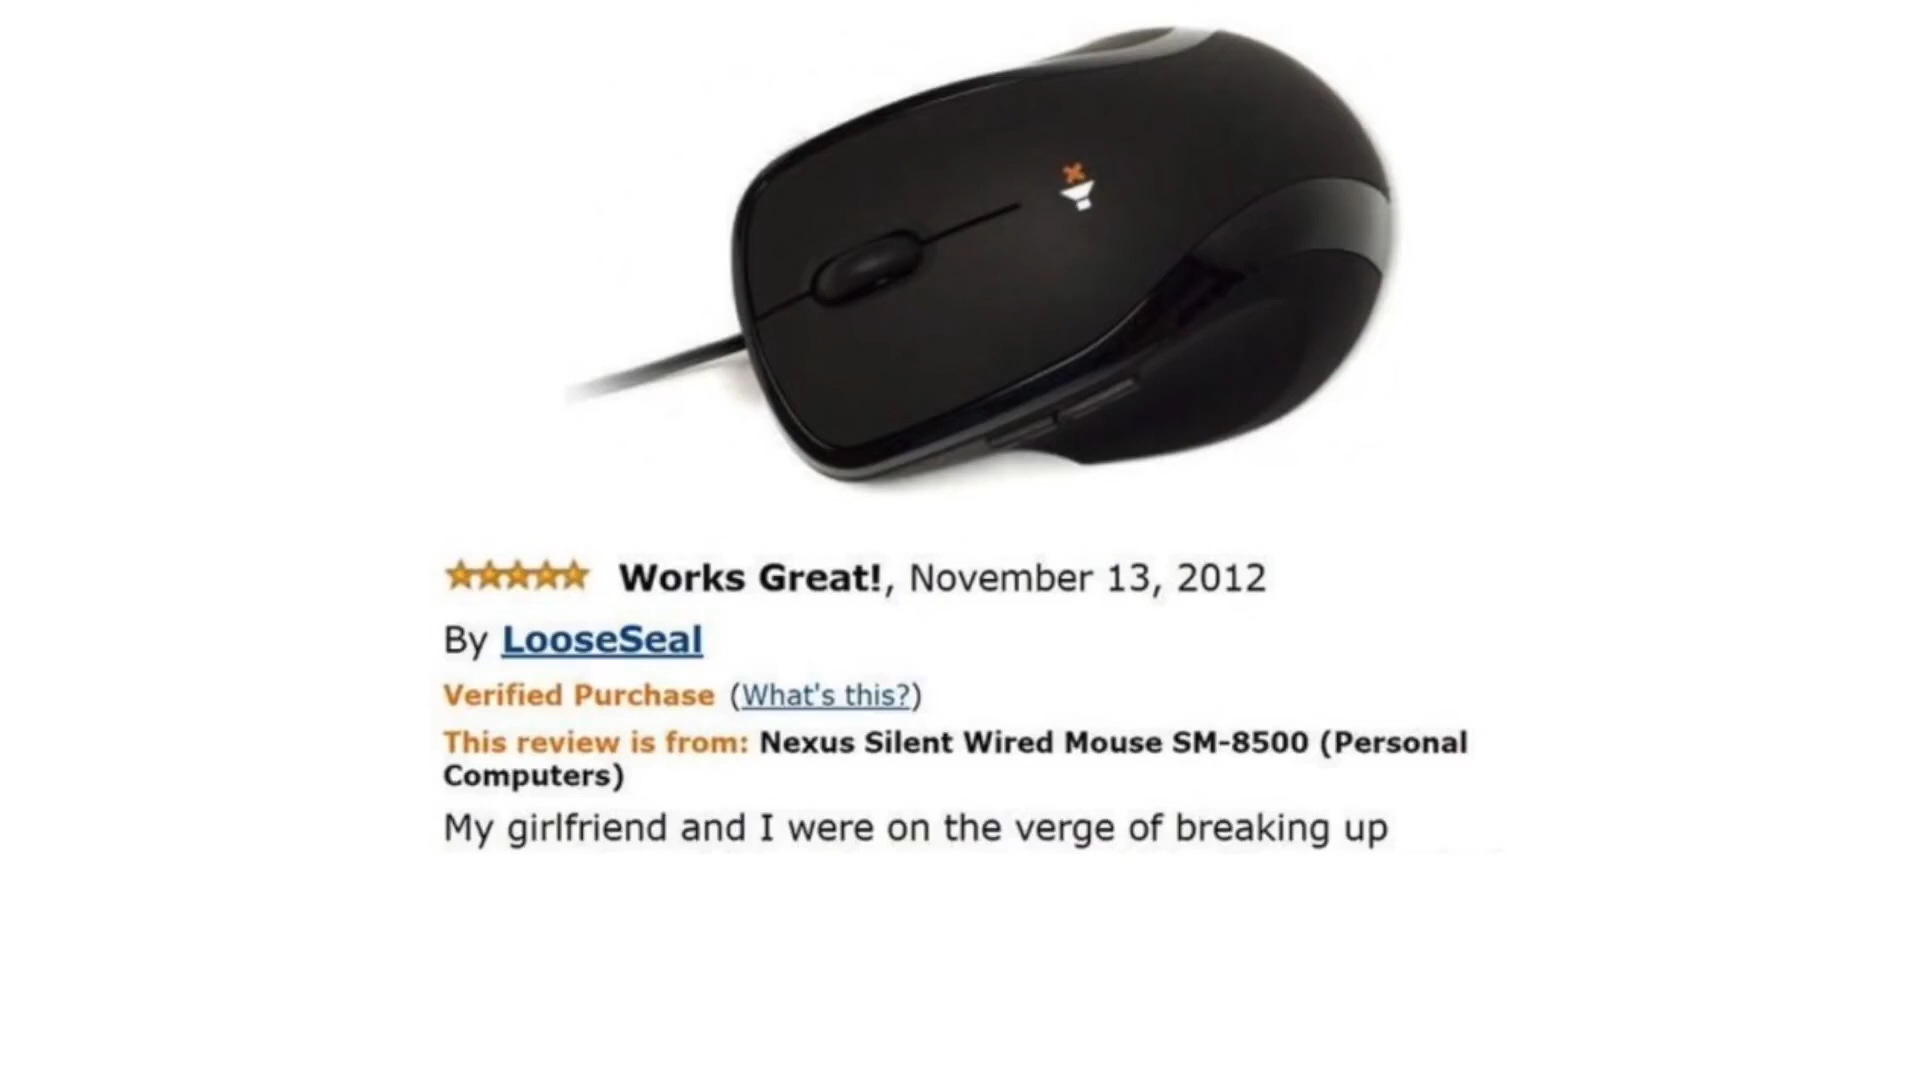 Works Great!, November 13, 2012
By LooseSeal
Verified Purchase (What's this?)
This review is from: Nexus Silent Wired Mouse SM-8500 (Personal
Computers)
My girlfriend and I were on the verge of breaking up